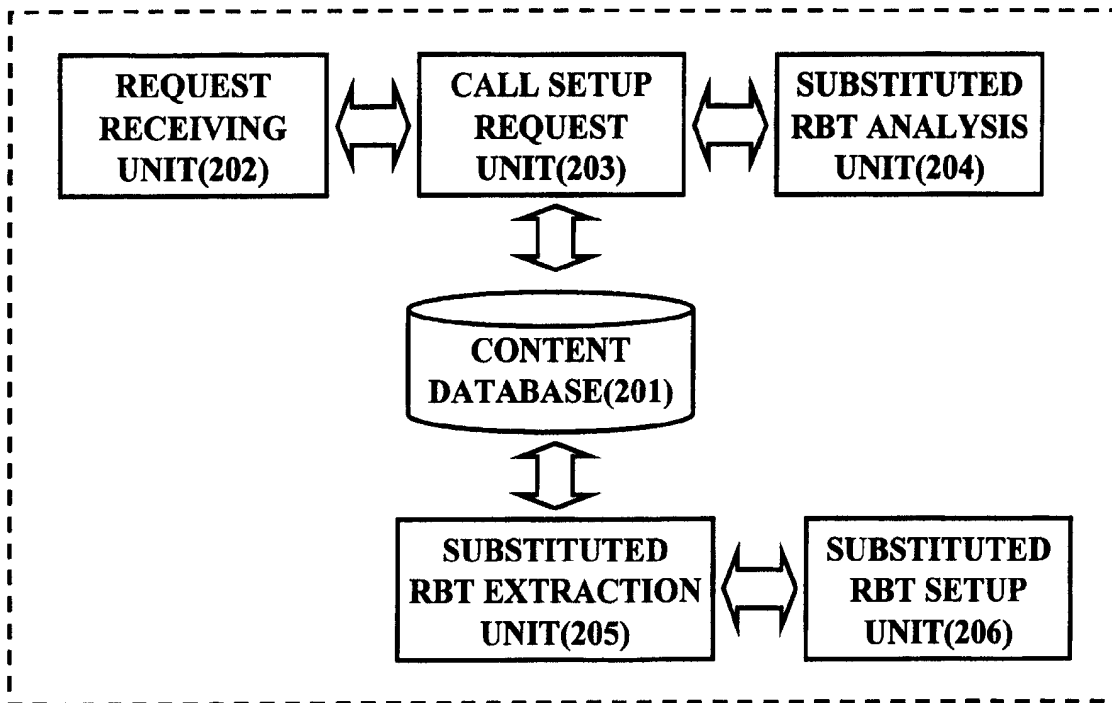 REQUEST
RECEIVING
UNIT(202)
CALL SETUP
REQUEST
UNIT(203)
SUBSTITUTED
RBT ANALYSIS
UNIT(204)
CONTENT
DATABASE(201)
SUBSTITUTED
RBT EXTRACTION
UNIT(205)
SUBSTITUTED
RBT SETUP
UNIT(206)